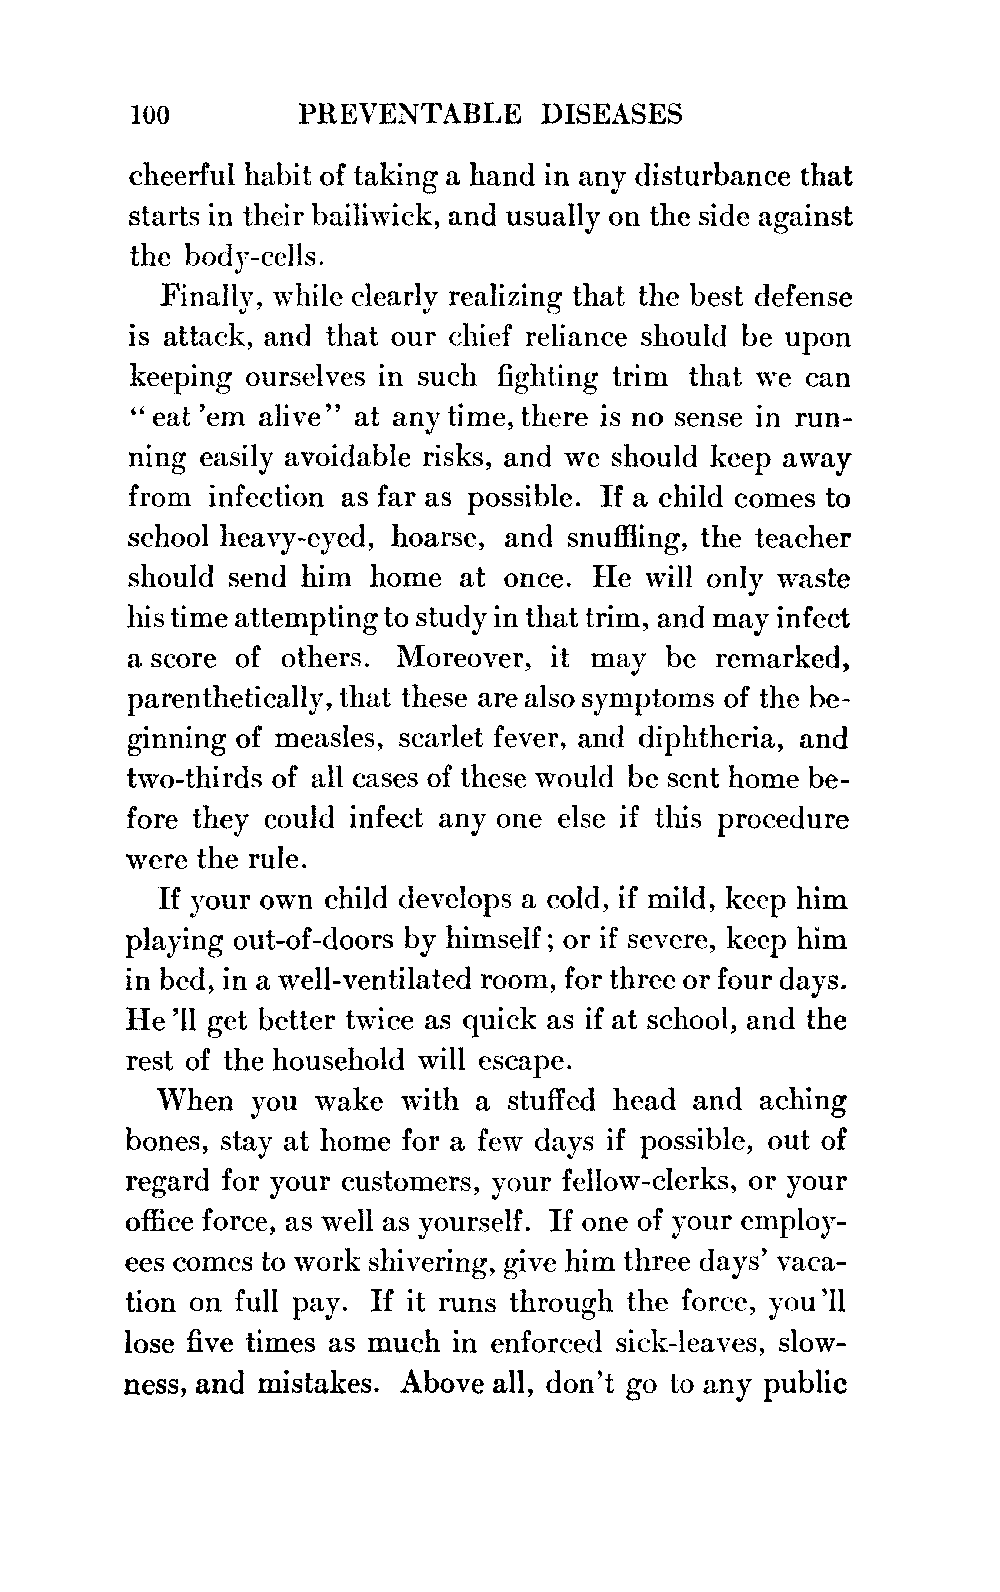 100 PREVENTABLE DISEASES
cheerful habit of taking a hand in any disturbance that
starts in their bailiwick, and usually on the side against
the body-cells.
Finally, while clearly realizing that the best defense
is attack, and that our chief reliance should be upon
keeping ourselves in such fighting trim that we can
“eat ’em alive” at any time, there is no sense in run-
ning easily avoidable risks, and we should keep away
from infection as far as possible. If a child comes to
school heavy-eyed, hoarse, and snuffling, the teacher
should send him home at once. He will only waste
his time attempting to study in that trim, and may infect
a score of others. Moreover, it may be remarked,
parenthetically, that these are also symptoms of the be-
ginning of measles, scarlet fever, and diphtheria, and
two-thirds of all cases of these would be sent home be-
fore they could infect any one else if this procedure
were the rule.
If your own child develops a cold, if mild, keep him
playing out-of-doors by himself; or if severe, keep him
in bed, in a well-ventilated room, for three or four days.
He ’ll get better twice as quick as if at school, and the
rest of the household will escape.
When you wake with a stuffed head and aching
bones, stay at home for a few days if possible, out of
regard for your customers, your fellow-clerks, or your
office force, as well as yourself. If one of your employ-
ees comes to work shivering, give him three days’ vaca-
tion on full pay. If it runs through the force, you ’ll
lose five times as much in enforced sick-leaves, slow-
ness, and mistakes. Above all, don’t go to any public